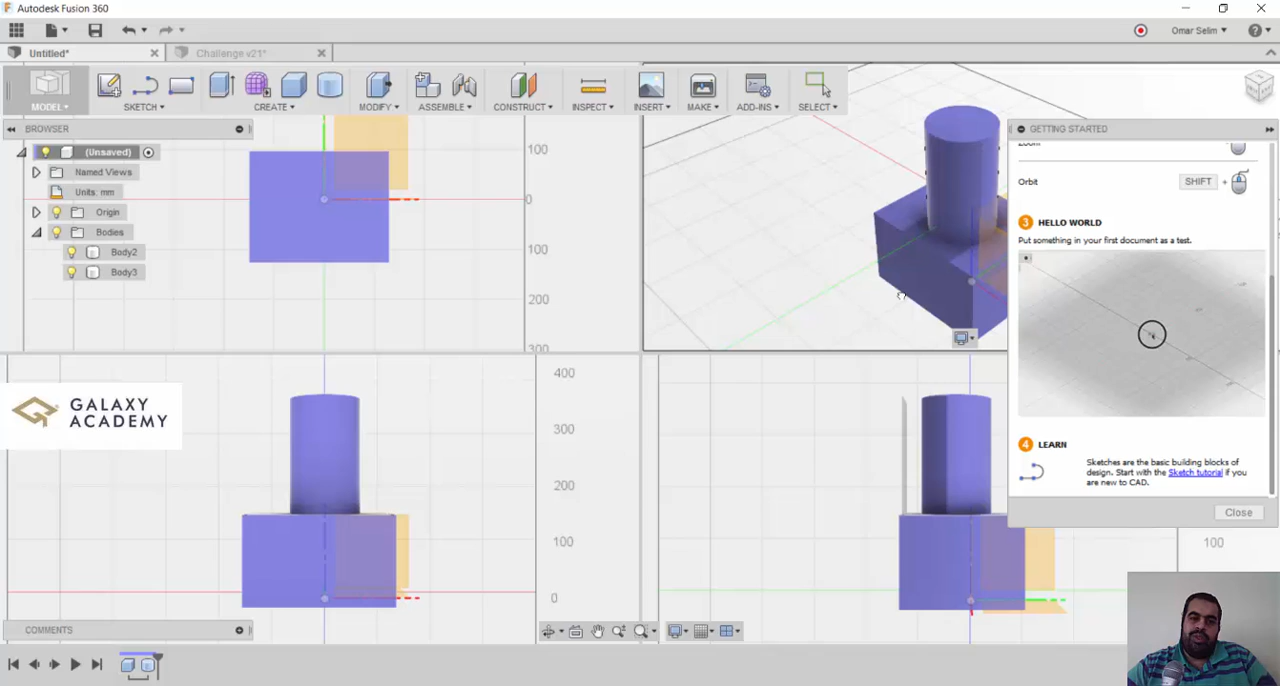 Autodesk Fusion 360
Omar Selim
Untitled*
Challenge v21*
MODEL
SKETCH
CREATE
MODIFY
ASSEMBLE
CONSTRUCT
INSPECT
INSERT
MAKE
ADD-INS
SELECT
BROWSER
(Unsaved)
Named Views
Units: mm
Origin
Bodies
Body2
Body3
100
0
100
200
300
GETTING STARTED
Zoom
Orbit
SHIFT +
3 HELLO WORLD
Put something in your first document as a test.
4 LEARN
Sketches are the basic building blocks of
design. Start with the Sketch tutorial if you
are new to CAD.
Close
400
300
200
100
0
100
GALAXY
ACADEMY
COMMENTS